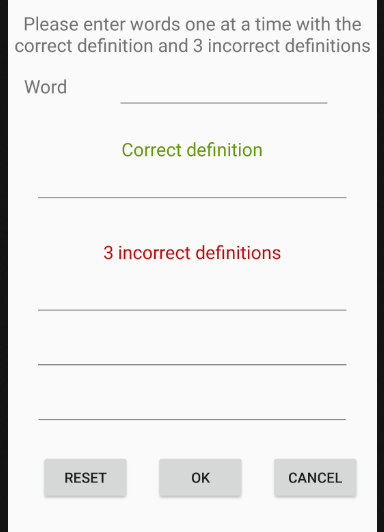 Please enter words one at a time with the
correct definition and 3 incorrect definitions
Word
Correct definition
3 incorrect definitions
RESET OK CANCEL